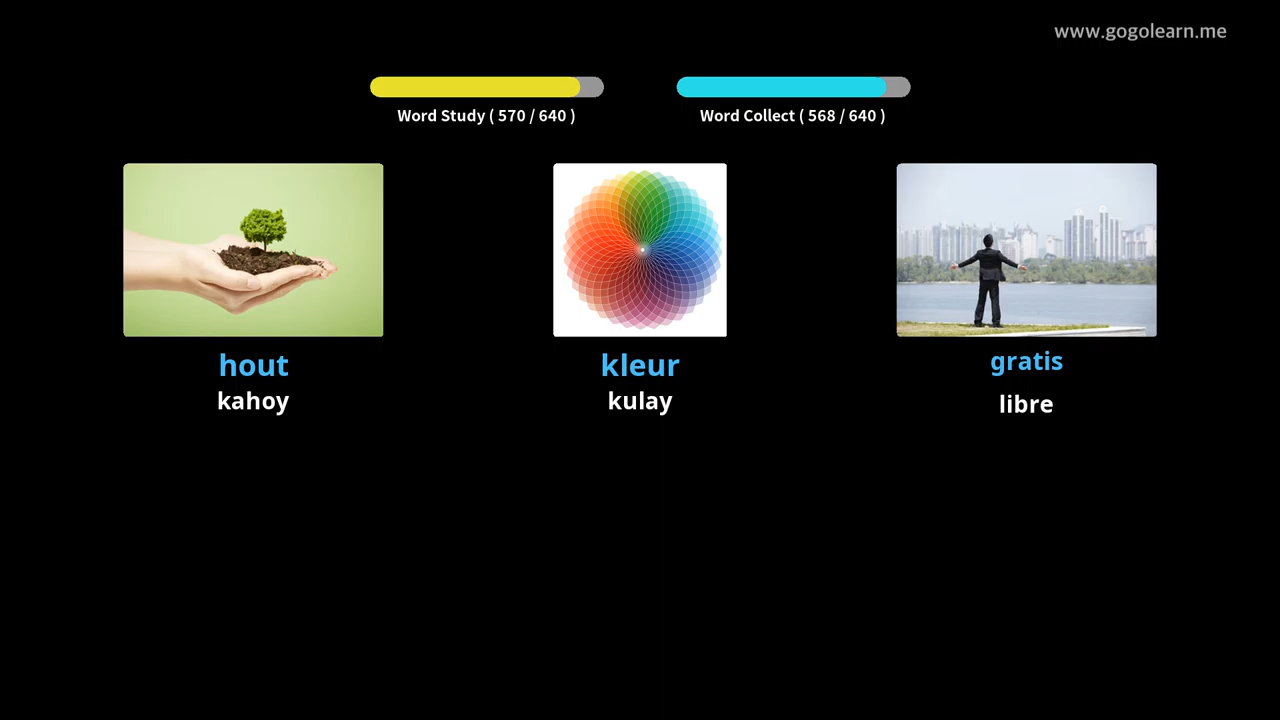 www.gogolearn.me
Word Study ( 570 / 640 )
Word Collect ( 568 / 640 )
hout
kahoy
kleur
kulay
gratis
libre